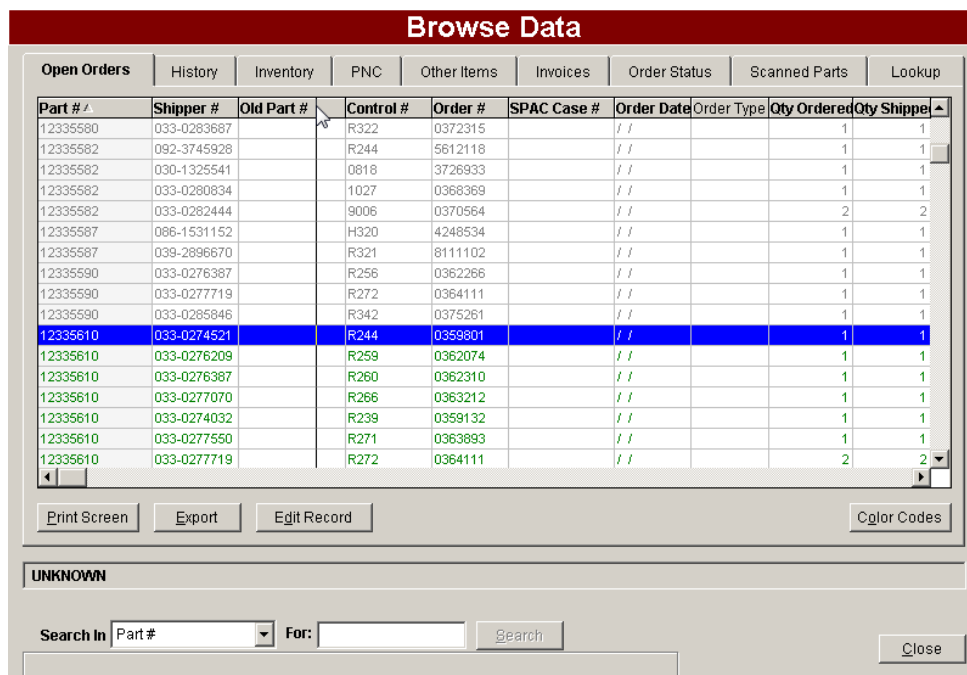 Browse Data
Open Orders History Inventory PNC Other Items Invoices Order Status Scanned Parts Lookup
Part # Shipper # Old Part # Control # Order # SPAC Case # Order Date Order Type Qty Ordered Qty Shippe
12335580 033-0283687 R322 0372315 / / 1 1
12335582 092-3745928 R244 5612118 / / 1 1
12335582 030-1325541 0818 3726933 / / 1 1
12335582 033-0280834 1027 0368369 / / 1 1
12335582 033-0282444 9006 0370564 / / 2 2
12335587 086-1531152 H320 4248534 / / 1 1
12335587 039-2896670 R321 8111102 / / 1 1
12335590 033-0276387 R256 0362266 / / 1 1
12335590 033-0277719 R272 0364111 / / 1 1
12335590 033-0285846 R342 0375261 / / 1 1
12335610 033-0274521 R244 0359801 / / 1 1
12335610 033-0276209 R259 0362074 / / 1 1
12335610 033-0276387 R260 0362310 / / 1 1
12335610 033-0277070 R266 0363212 / / 1 1
12335610 033-0274032 R239 0359132 / / 1 1
12335610 033-0277550 R271 0363893 / / 1 1
12335610 033-0277719 R272 0364111 / / 2 2
Print Screen Export Edit Record Color Codes
UNKNOWN
Search In Part # For: Search
Close